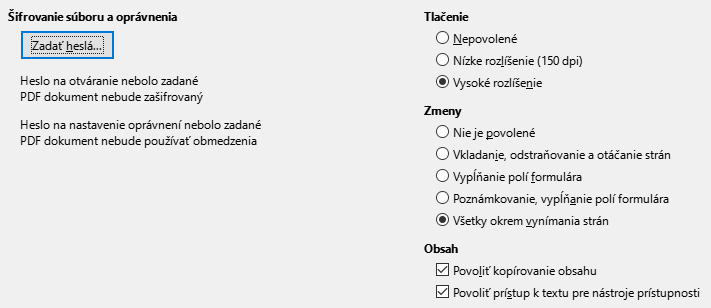 Šifrovanie súboru a oprávnenia
Zadať heslá...
Heslo na otváranie nebolo zadané
PDF dokument nebude zašifrovaný
Heslo na nastavenie oprávnení nebolo zadané
PDF dokument nebude používať obmedzenia
Tlačenie
Nepovolené
Nízke rozlíšenie (150 dpi)
Vysoké rozlíšenie
Zmeny
Nie je povolené
Vkladanie, odstraňovanie a otáčanie strán
Vypĺňanie polí formulára
Poznámkovanie, vypĺňanie polí formulára
Všetky okrem vynímania strán
Obsah
Povoliť kopírovanie obsahu
Povoliť prístup k textu pre nástroje prístupnosti